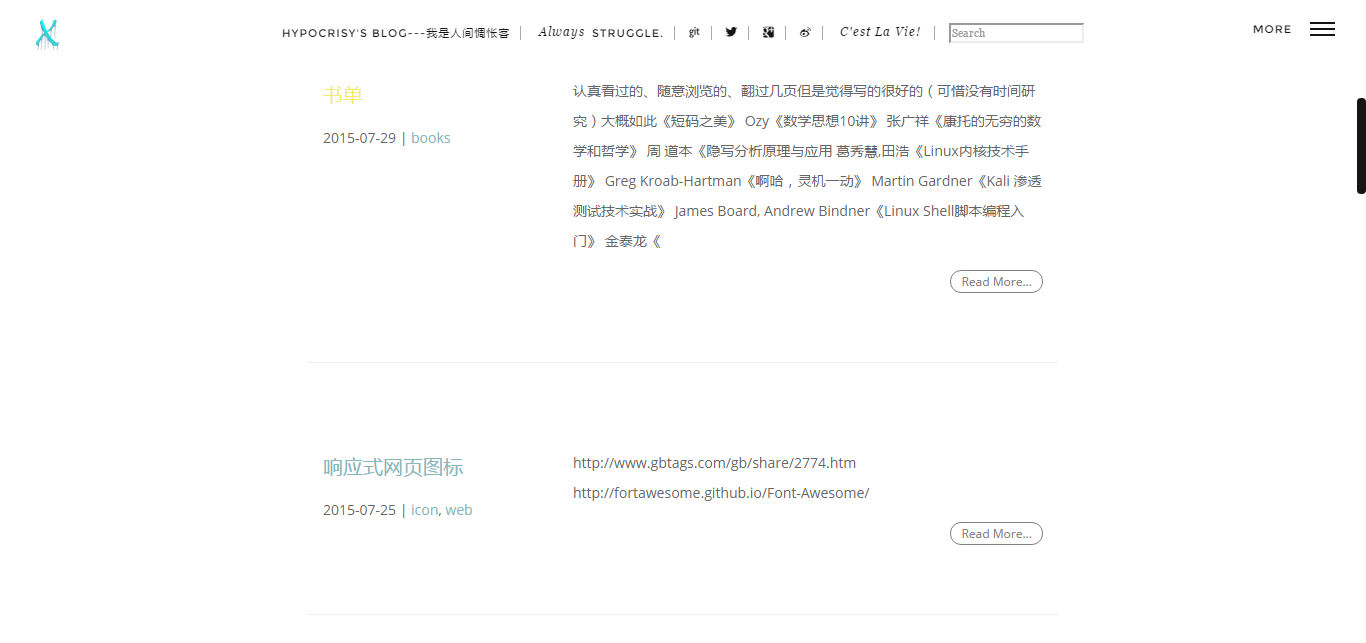 HYPOCRISY'S BLOG---我是人间惆怅客 | Always STRUGGLE. | git | | | | C'est La Vie! | Search MORE
书单
2015-07-29 | books
认真看过的、随意浏览的、翻过几页但是觉得写的很好的（可惜没有时间研
究）大概如此《短码之美》 Ozy《数学思想10讲》 张广祥《康托的无穷的数
学和哲学》 周 道本《隐写分析原理与应用 葛秀慧,田浩《Linux内核技术手
册》 Greg Kroab-Hartman《啊哈，灵机一动》 Martin Gardner《Kali 渗透
测试技术实战》 James Board, Andrew Bindner《Linux Shell脚本编程入
门》 金泰龙《
Read More...
响应式网页图标
2015-07-25 | icon, web
http://www.gbtags.com/gb/share/2774.htm
http://fortawesome.github.io/Font-Awesome/
Read More...